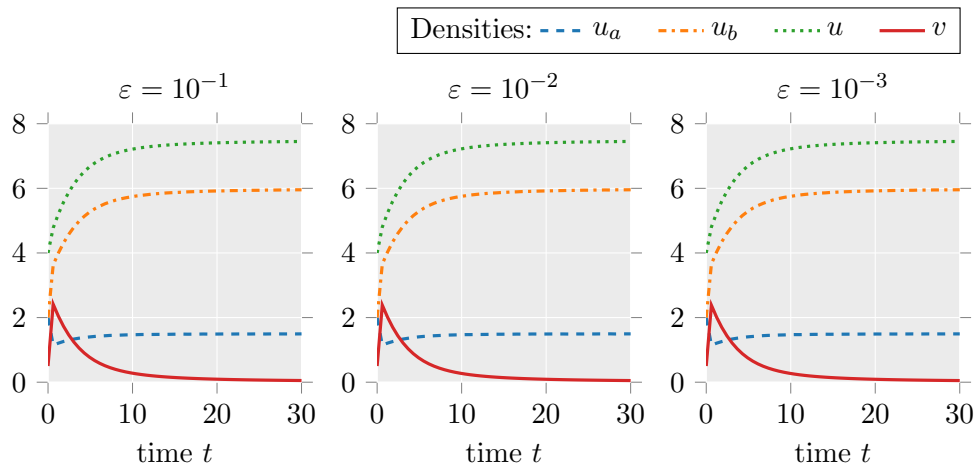 Densities: u_a u_b u v
ε = 10⁻¹ ε = 10⁻² ε = 10⁻³
8 8 8
6 6 6
4 4 4
2 2 2
0 0 0
0 10 20 30 0 10 20 30 0 10 20 30
time t time t time t